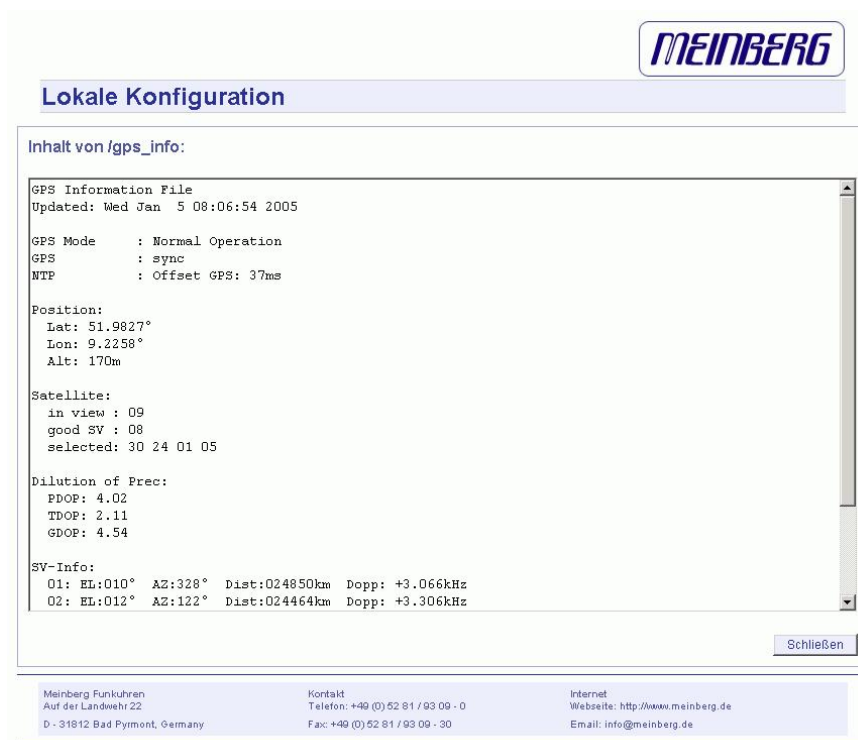 MEINBERG
Lokale Konfiguration
Inhalt von /gps_info:
GPS Information File
Updated: Wed Jan  5 08:06:54 2005
GPS Mode     : Normal Operation
GPS          : sync
NTP          : Offset GPS: 37ms
Position:
Lat: 51.9827°
Lon: 9.2258°
Alt: 170m
Satellite:
in view : 09
good SV : 08
selected: 30 24 01 05
Dilution of Prec:
PDOP: 4.02
TDOP: 2.11
GDOP: 4.54
SV-Info:
01: EL:010°  AZ:328°  Dist:024850km  Dopp: +3.066kHz
02: EL:012°  AZ:122°  Dist:024464km  Dopp: +3.306kHz
Schließen
Meinberg Funkuhren
Auf der Landwehr 22
D - 31812 Bad Pyrmont, Germany
Kontakt
Telefon: +49 (0) 52 81 / 93 09 - 0
Fax: +49 (0) 52 81 / 93 09 - 30
Internet
Webseite: http://www.meinberg.de
Email: info@meinberg.de